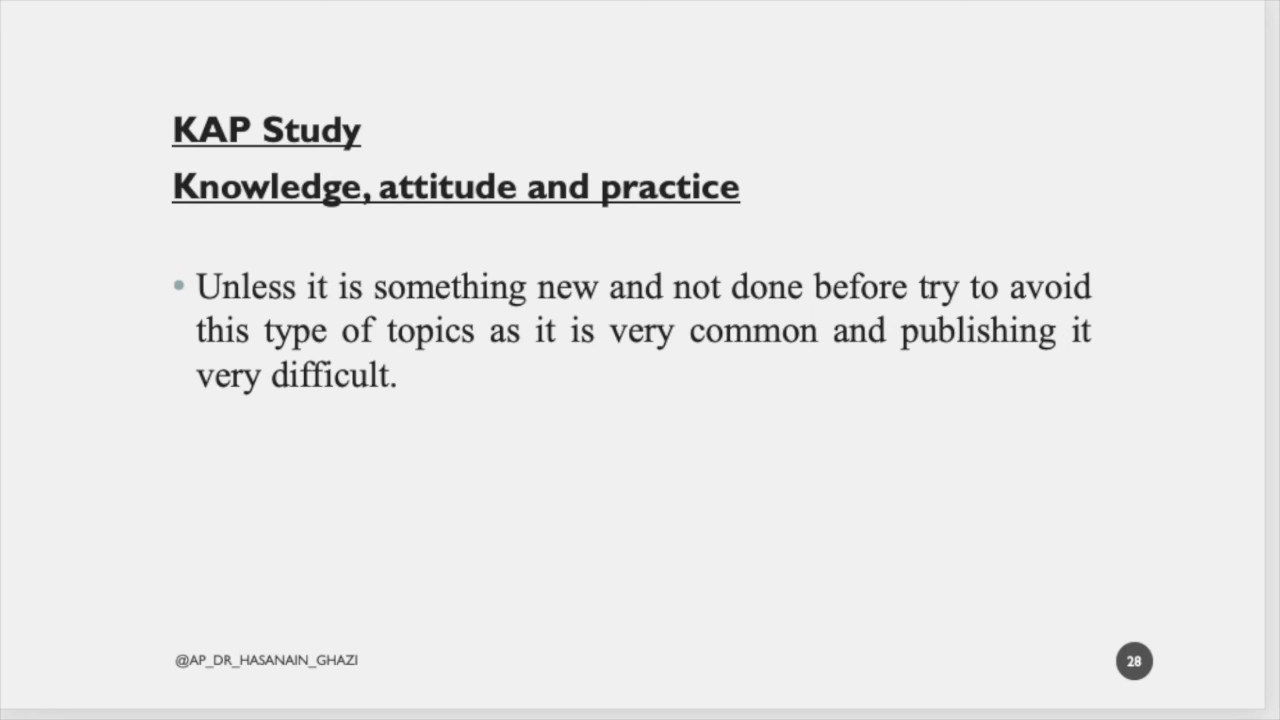 KAP Study
Knowledge, attitude and practice
• Unless it is something new and not done before try to avoid
this type of topics as it is very common and publishing it
very difficult.
@AP_DR_HASANAIN_GHAZI
28